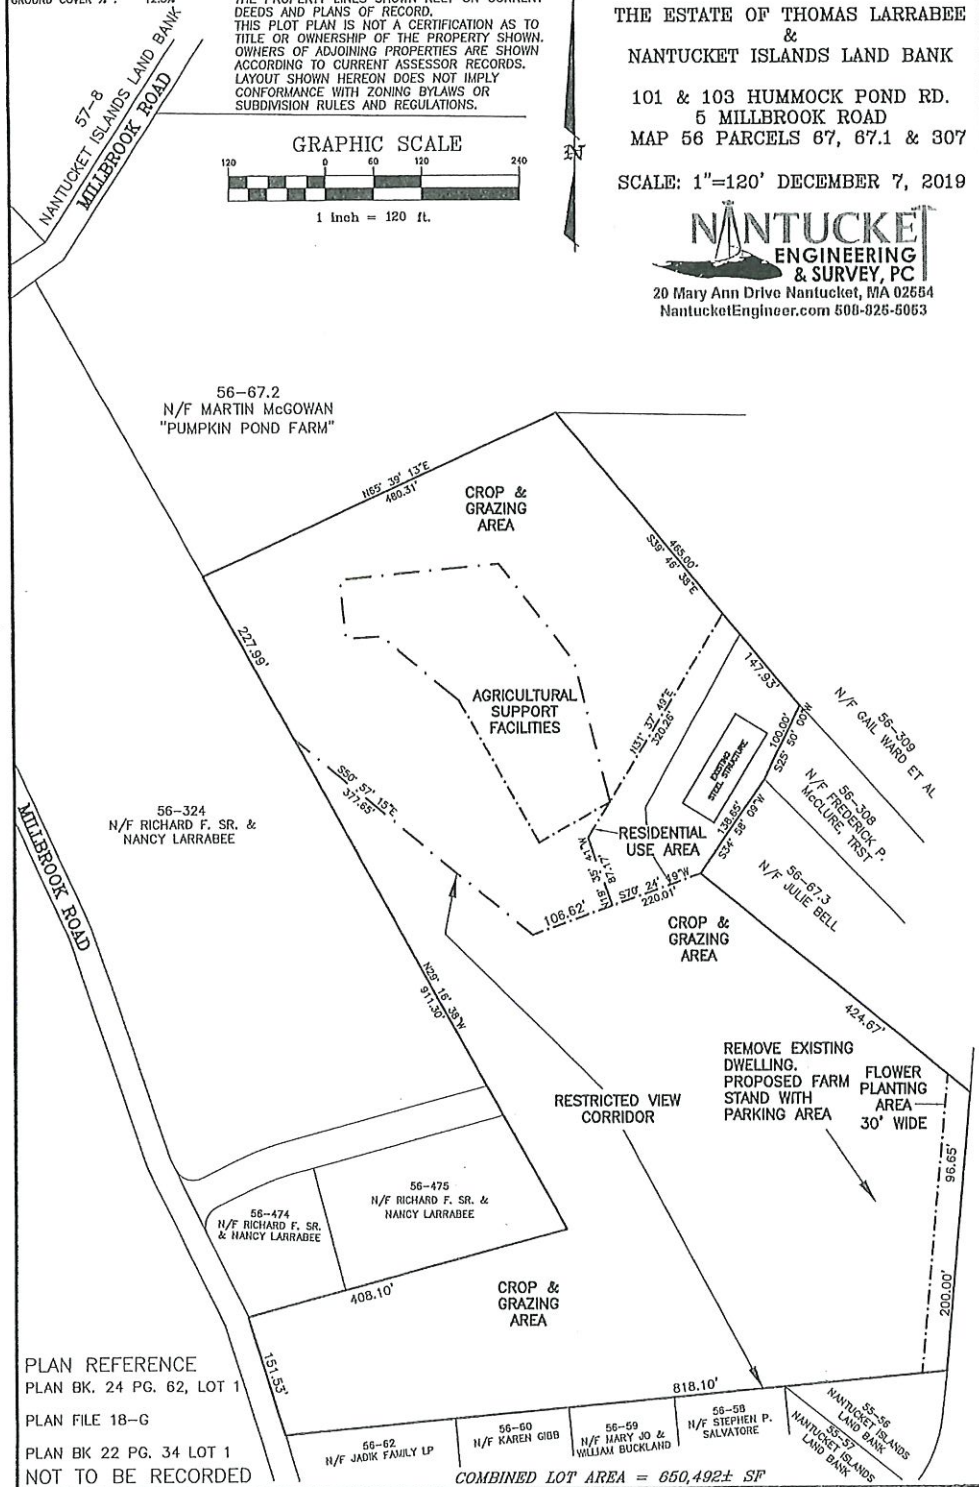 GROUND COVER %: 12.5%
THE PROPERTY LINES SHOWN RELY ON CURRENT
DEEDS AND PLANS OF RECORD.
THIS PLOT PLAN IS NOT A CERTIFICATION AS TO
TITLE OR OWNERSHIP OF THE PROPERTY SHOWN.
OWNERS OF ADJOINING PROPERTIES ARE SHOWN
ACCORDING TO CURRENT ASSESSOR RECORDS.
LAYOUT SHOWN HEREON DOES NOT IMPLY
CONFORMANCE WITH ZONING BYLAWS OR
SUBDIVISION RULES AND REGULATIONS.
THE ESTATE OF THOMAS LARRABEE
&
NANTUCKET ISLANDS LAND BANK
101 & 103 HUMMOCK POND RD.
5 MILLBROOK ROAD
MAP 56 PARCELS 67, 67.1 & 307
SCALE: 1"=120' DECEMBER 7, 2019
NANTUCKET
ENGINEERING
& SURVEY, PC
20 Mary Ann Drive Nantucket, MA 02554
NantucketEngineer.com 508-825-5053
57-8
NANTUCKET ISLANDS LAND BANK
MILLBROOK ROAD
GRAPHIC SCALE
120 0 60 120 240
1 inch = 120 ft.
N
56-67.2
N/F MARTIN McGOWAN
"PUMPKIN POND FARM"
N65° 39' 13"E
480.31'
CROP &
GRAZING
AREA
465.00'
S39° 46' 38"E
227.99'
147.93'
AGRICULTURAL
SUPPORT
FACILITIES
N31° 37' 49"E
320.26'
EXISTING
STEEL STRUCTURE
100.00'
S25° 50' 00"W
56-309
N/F GAIL WARD ET AL
56-308
N/F FREDERICK P.
McCLURE, TRST
56-67.3
N/F JULIE BELL
138.65'
S34° 58' 09"W
S50° 57' 15"E
377.65'
56-324
N/F RICHARD F. SR. &
NANCY LARRABEE
MILLBROOK ROAD
RESIDENTIAL
USE AREA
N19° 35' 41"W
87.17'
S70° 24' 19"W
220.01'
106.62'
CROP &
GRAZING
AREA
N29° 16' 38"W
911.30'
424.67'
REMOVE EXISTING
DWELLING.
PROPOSED FARM
STAND WITH
PARKING AREA
FLOWER
PLANTING
AREA
30' WIDE
RESTRICTED VIEW
CORRIDOR
96.65'
200.00'
56-475
N/F RICHARD F. SR. &
NANCY LARRABEE
56-474
N/F RICHARD F. SR.
& NANCY LARRABEE
408.10'
CROP &
GRAZING
AREA
151.53'
818.10'
PLAN REFERENCE
PLAN BK. 24 PG. 62, LOT 1
PLAN FILE 18-G
PLAN BK 22 PG. 34 LOT 1
NOT TO BE RECORDED
56-62
N/F JADIK FAMILY LP
56-60
N/F KAREN GIBB
56-59
N/F MARY JO &
WILLIAM BUCKLAND
56-58
N/F STEPHEN P.
SALVATORE
55-56
NANTUCKET ISLANDS
LAND BANK
55-57
NANTUCKET ISLANDS
LAND BANK
COMBINED LOT AREA = 650,492± SF